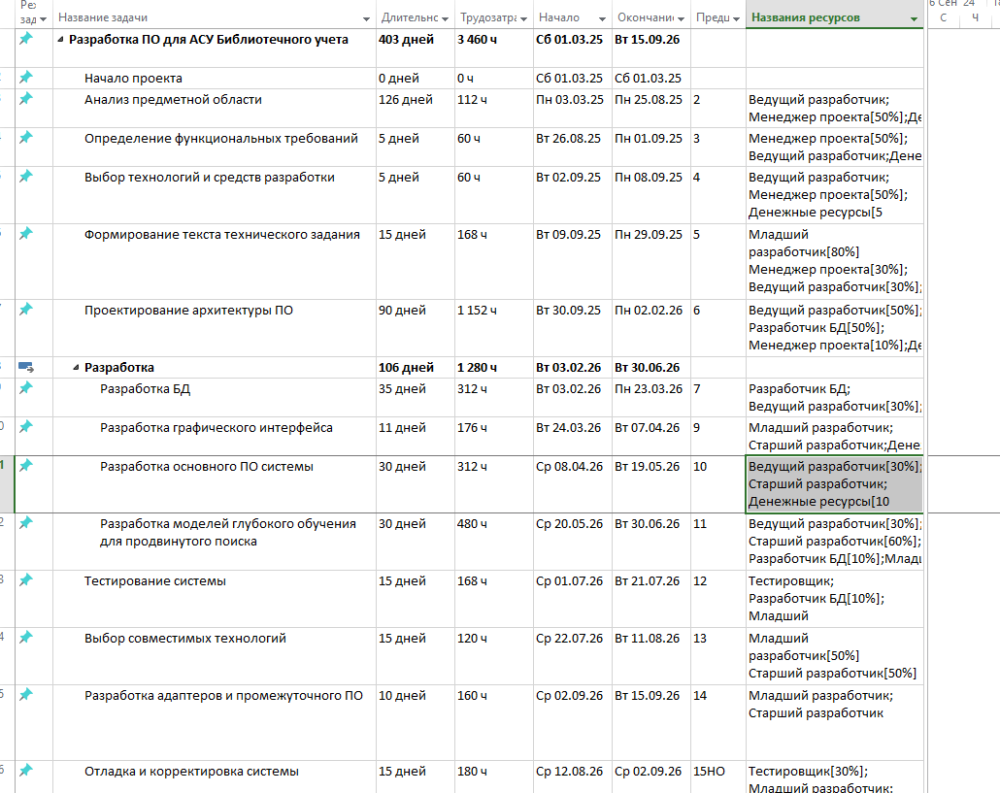 Ре
зад
Название задачи
Длительнс
Трудозатра
Начало
Окончани
Предш
Названия ресурсов
6 Сен '24
С
Ч
Разработка ПО для АСУ Библиотечного учета 403 дней 3 460 ч Сб 01.03.25 Вт 15.09.26
Начало проекта 0 дней 0 ч Сб 01.03.25 Сб 01.03.25
Анализ предметной области 126 дней 112 ч Пн 03.03.25 Пн 25.08.25 2 Ведущий разработчик;
Менеджер проекта[50%];Де
Определение функциональных требований 5 дней 60 ч Вт 26.08.25 Пн 01.09.25 3 Менеджер проекта[50%];
Ведущий разработчик;Дене
Выбор технологий и средств разработки 5 дней 60 ч Вт 02.09.25 Пн 08.09.25 4 Ведущий разработчик;
Менеджер проекта[50%];
Денежные ресурсы[5
Формирование текста технического задания 15 дней 168 ч Вт 09.09.25 Пн 29.09.25 5 Младший
разработчик[80%]
Менеджер проекта[30%];
Ведущий разработчик[30%];
Проектирование архитектуры ПО 90 дней 1 152 ч Вт 30.09.25 Пн 02.02.26 6 Ведущий разработчик[50%];
Разработчик БД[50%];
Менеджер проекта[10%];Де
Разработка 106 дней 1 280 ч Вт 03.02.26 Вт 30.06.26
Разработка БД 35 дней 312 ч Вт 03.02.26 Пн 23.03.26 7 Разработчик БД;
Ведущий разработчик[30%];
Разработка графического интерфейса 11 дней 176 ч Вт 24.03.26 Вт 07.04.26 9 Младший разработчик;
Старший разработчик;Дене
Разработка основного ПО системы 30 дней 312 ч Ср 08.04.26 Вт 19.05.26 10 Ведущий разработчик[30%];
Старший разработчик;
Денежные ресурсы[10
Разработка моделей глубокого обучения 30 дней 480 ч Ср 20.05.26 Вт 30.06.26 11 Ведущий разработчик[30%];
для продвинутого поиска Старший разработчик[60%];
Разработчик БД[10%];Млад
Тестирование системы 15 дней 168 ч Ср 01.07.26 Вт 21.07.26 12 Тестировщик;
Разработчик БД[10%];
Младший
Выбор совместимых технологий 15 дней 120 ч Ср 22.07.26 Вт 11.08.26 13 Младший
разработчик[50%]
Старший разработчик[50%]
Разработка адаптеров и промежуточного ПО 10 дней 160 ч Ср 02.09.26 Вт 15.09.26 14 Младший разработчик;
Старший разработчик
Отладка и корректировка системы 15 дней 180 ч Ср 12.08.26 Ср 02.09.26 15НО Тестировщик[30%];
Младший разработчик;